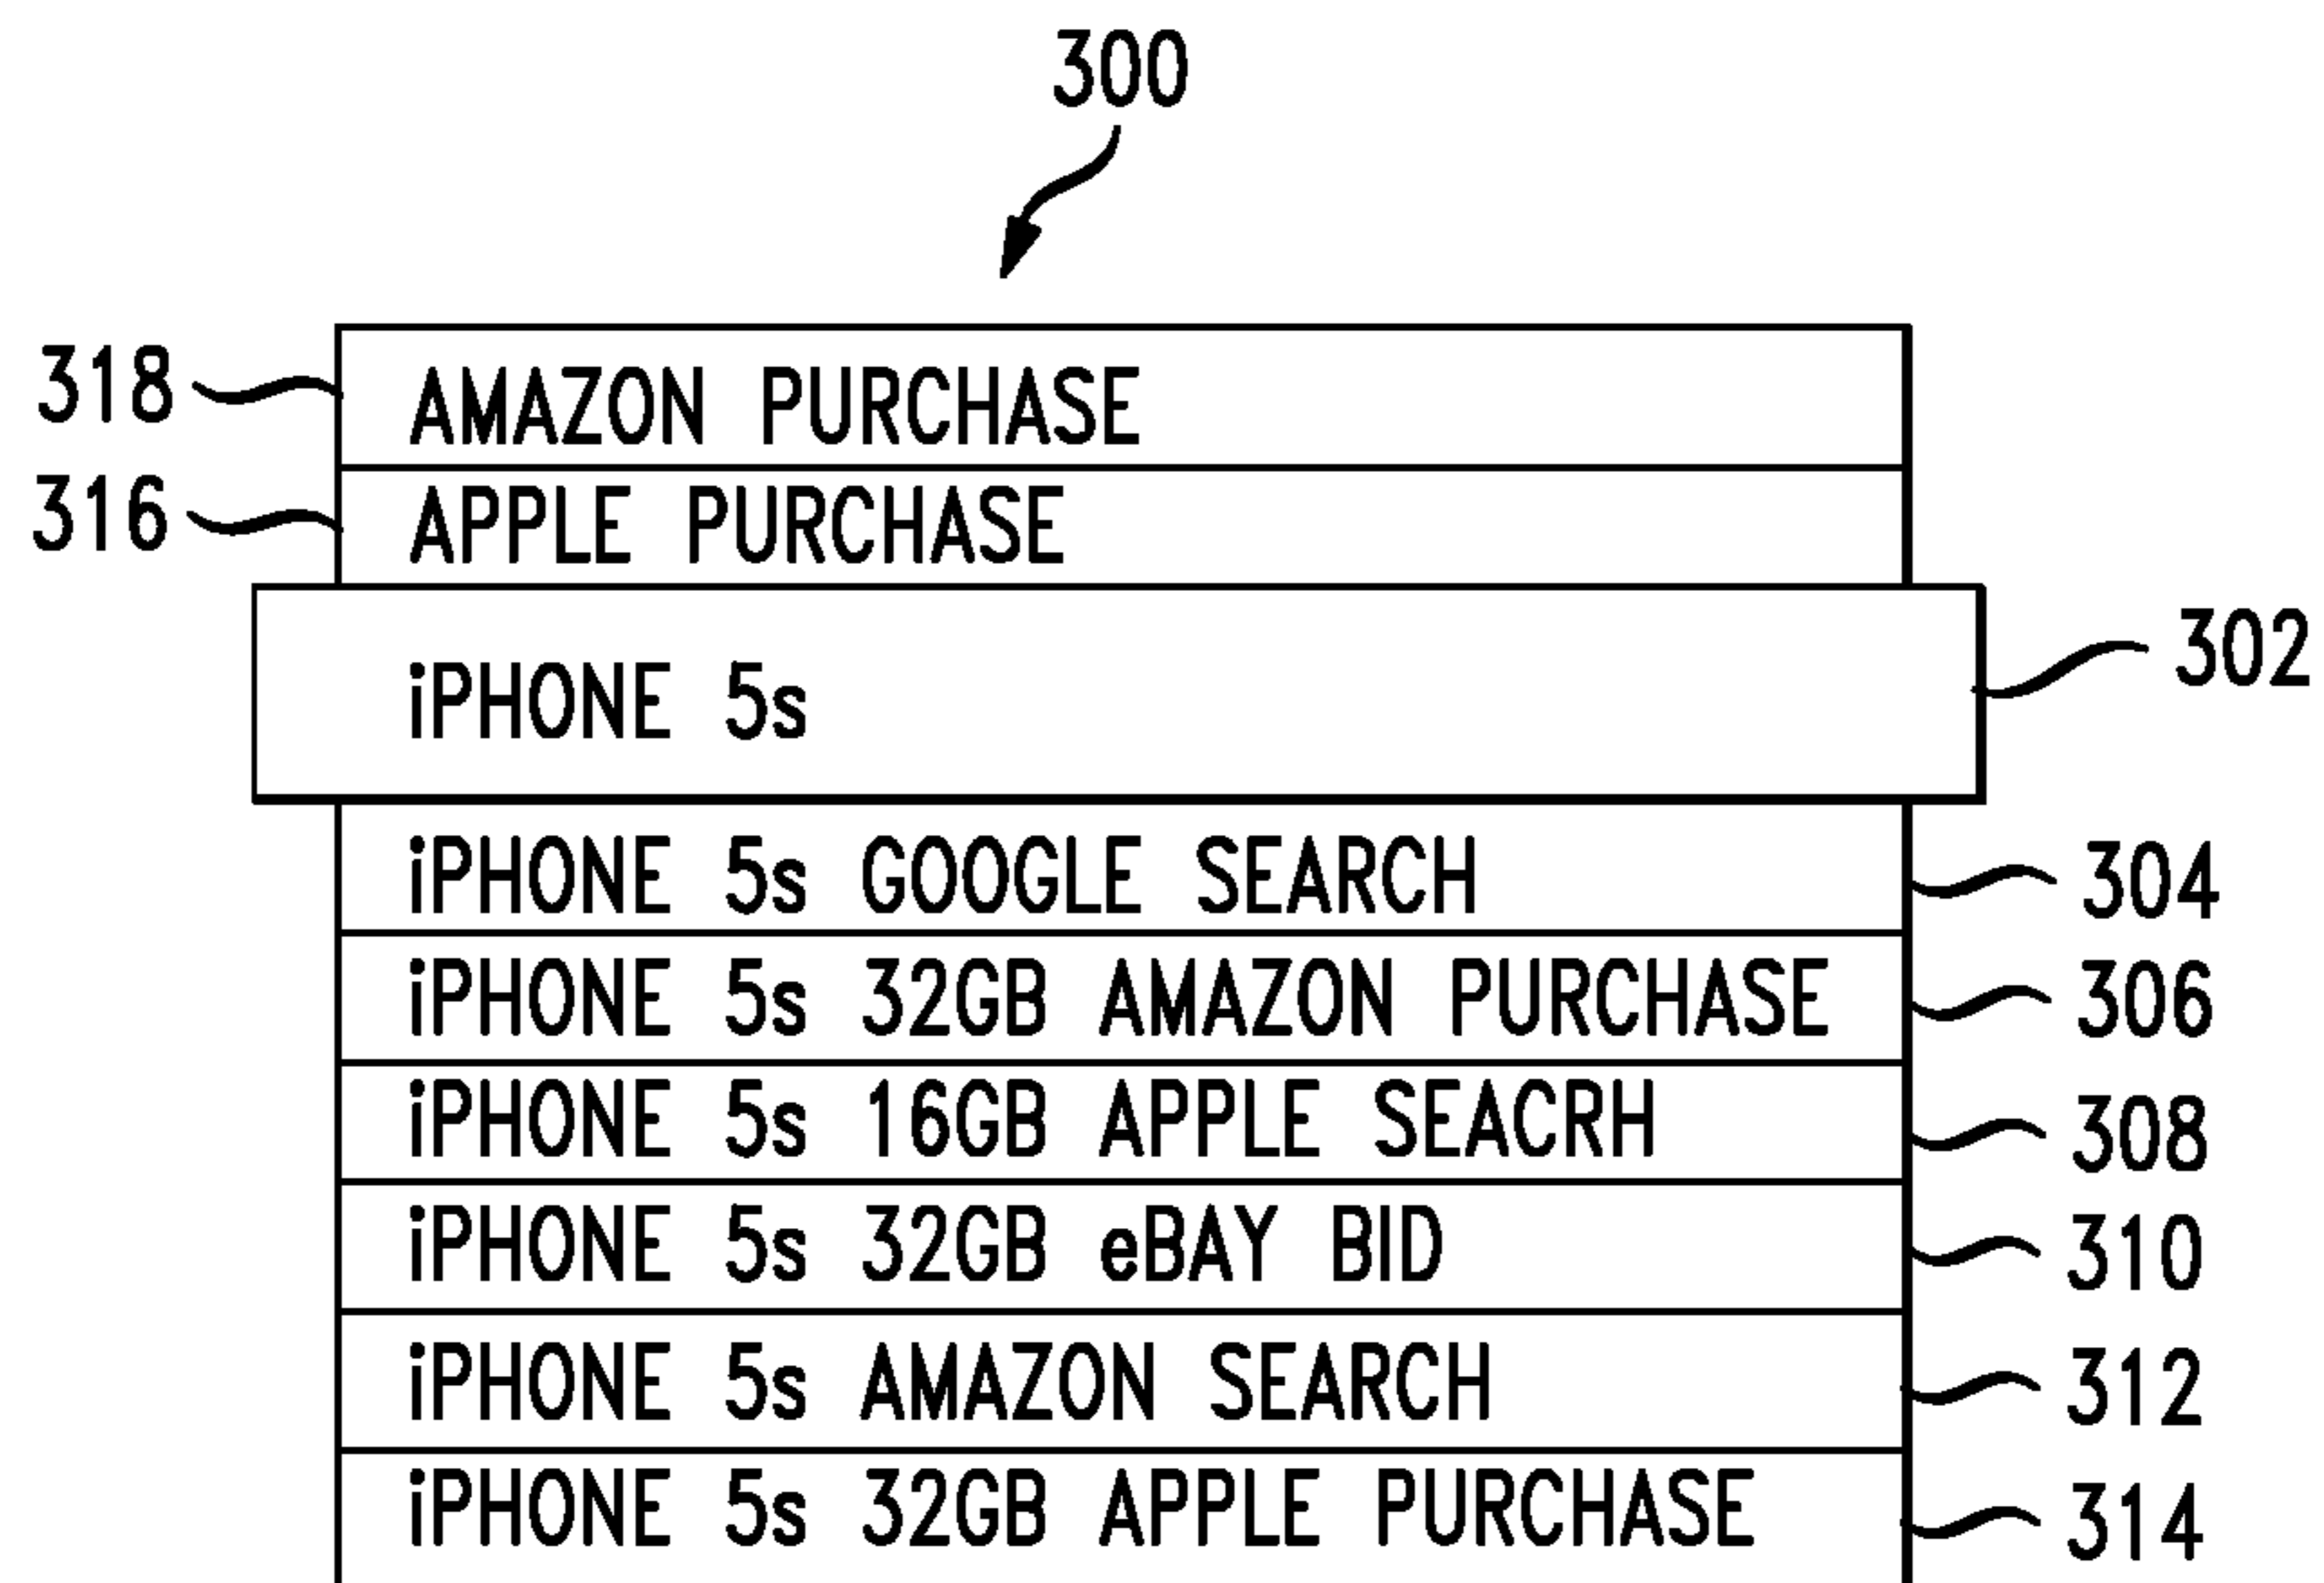 300
318 AMAZON PURCHASE
316 APPLE PURCHASE
iPHONE 5s 302
iPHONE 5s GOOGLE SEARCH 304
iPHONE 5s 32GB AMAZON PURCHASE 306
iPHONE 5s 16GB APPLE SEACRH 308
iPHONE 5s 32GB eBAY BID 310
iPHONE 5s AMAZON SEARCH 312
iPHONE 5s 32GB APPLE PURCHASE 314